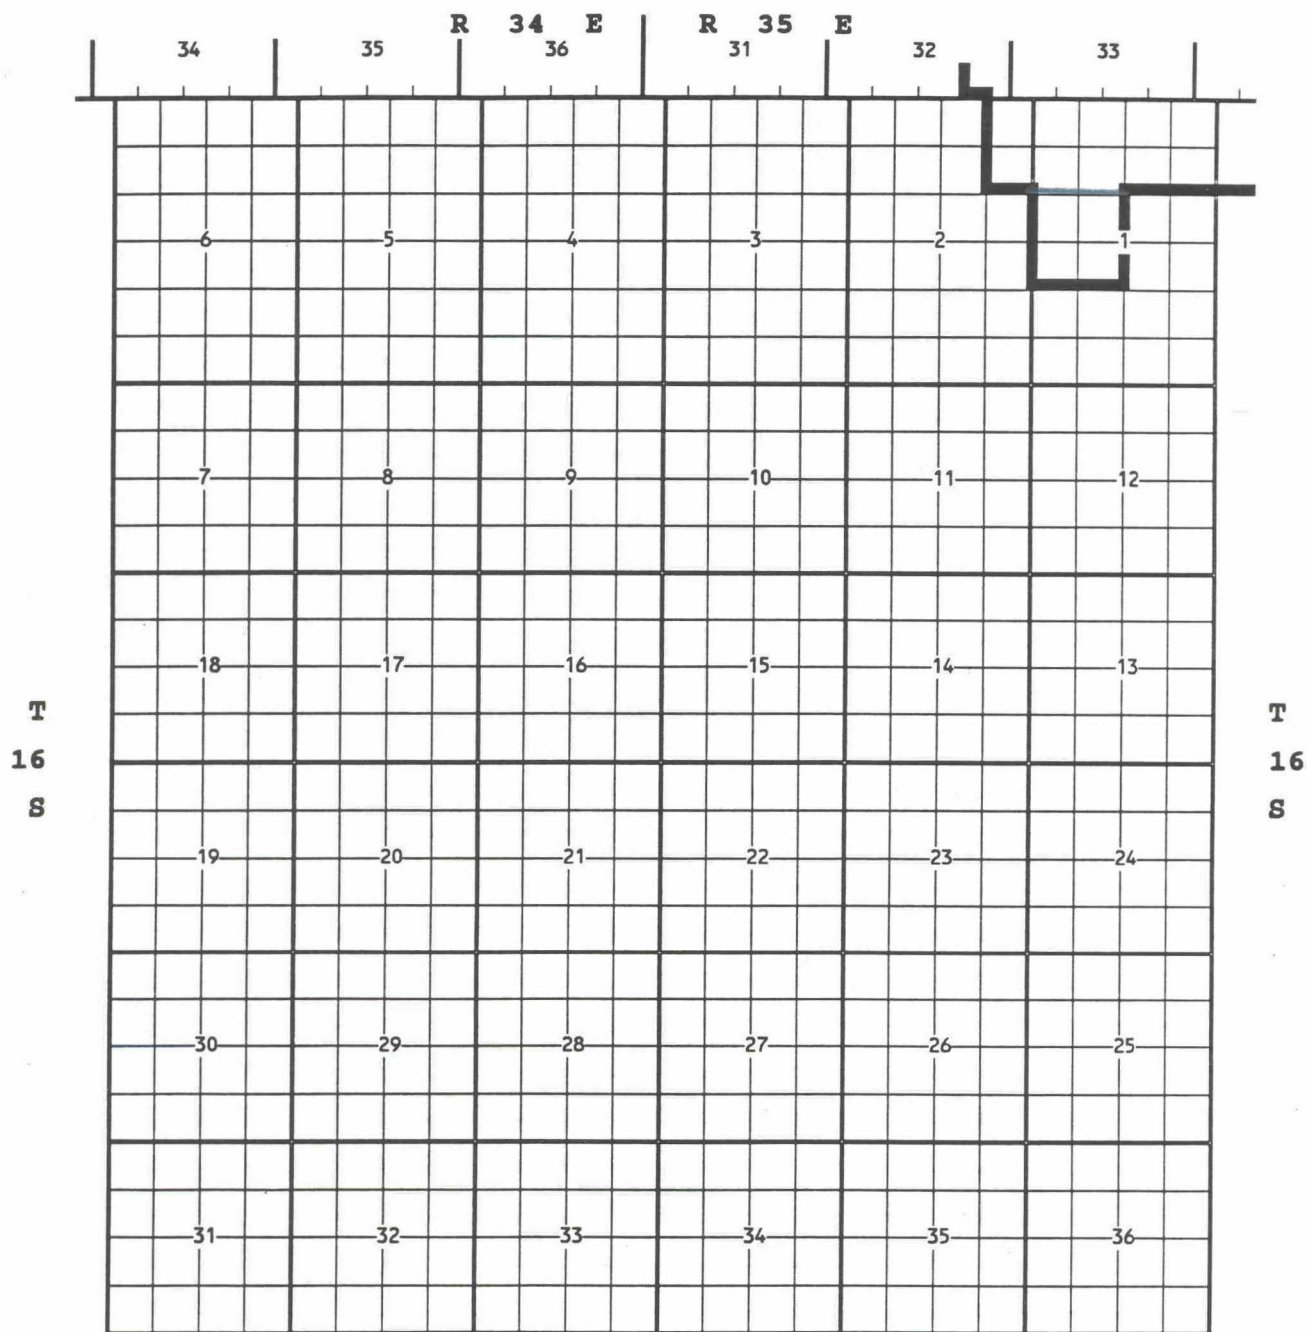 R 34 E R 35 E
34 35 36 31 32 33
6 5 4 3 2 1
7 8 9 10 11 12
18 17 16 15 14 13
T T
16 16
S S
19 20 21 22 23 24
30 29 28 27 26 25
31 32 33 34 35 36